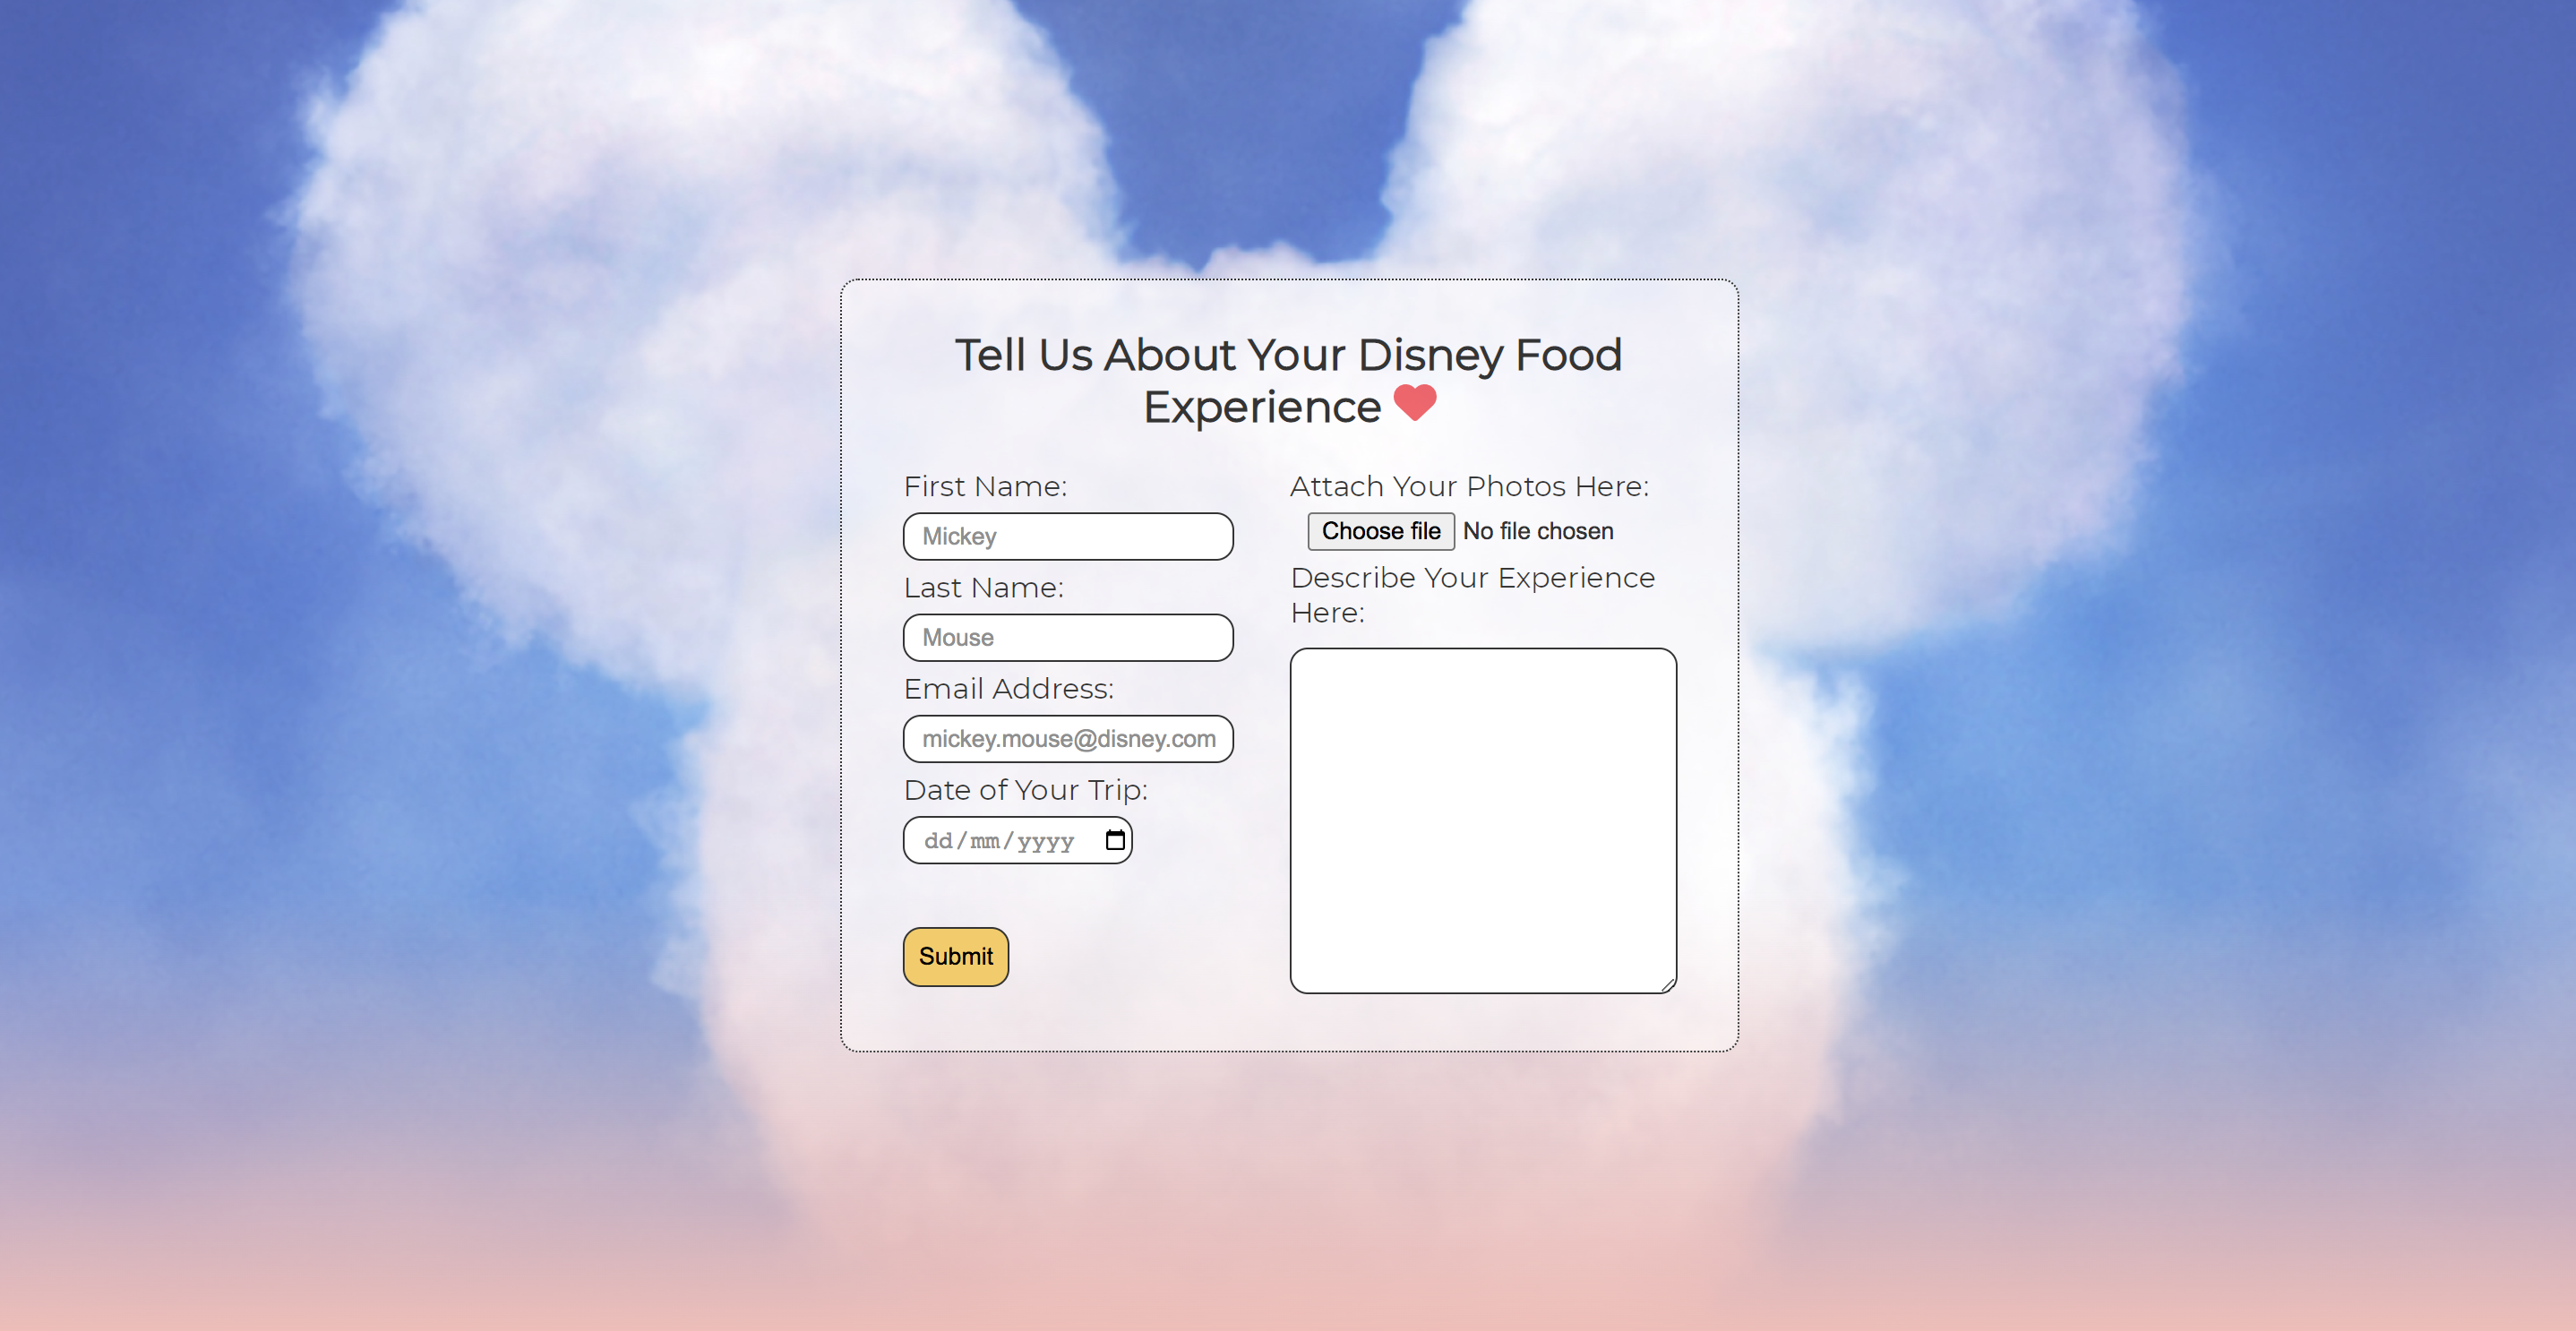 Tell Us About Your Disney Food
Experience
First Name:
Mickey
Last Name:
Mouse
Email Address:
mickey.mouse@disney.com
Date of Your Trip:
dd/mm/yyyy
Submit
Attach Your Photos Here:
Choose file No file chosen
Describe Your Experience
Here: